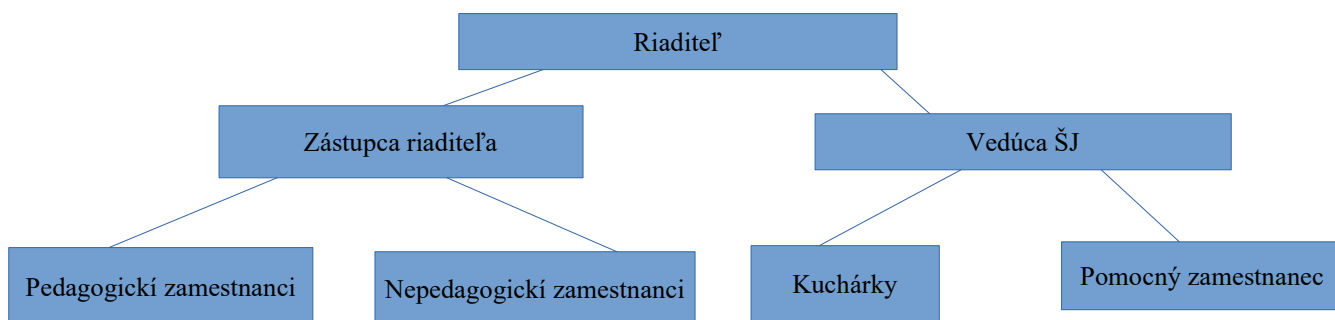 Riaditeľ
Zástupca riaditeľa
Vedúca ŠJ
Pedagogickí zamestnanci
Nepedagogickí zamestnanci
Kuchárky
Pomocný zamestnanec